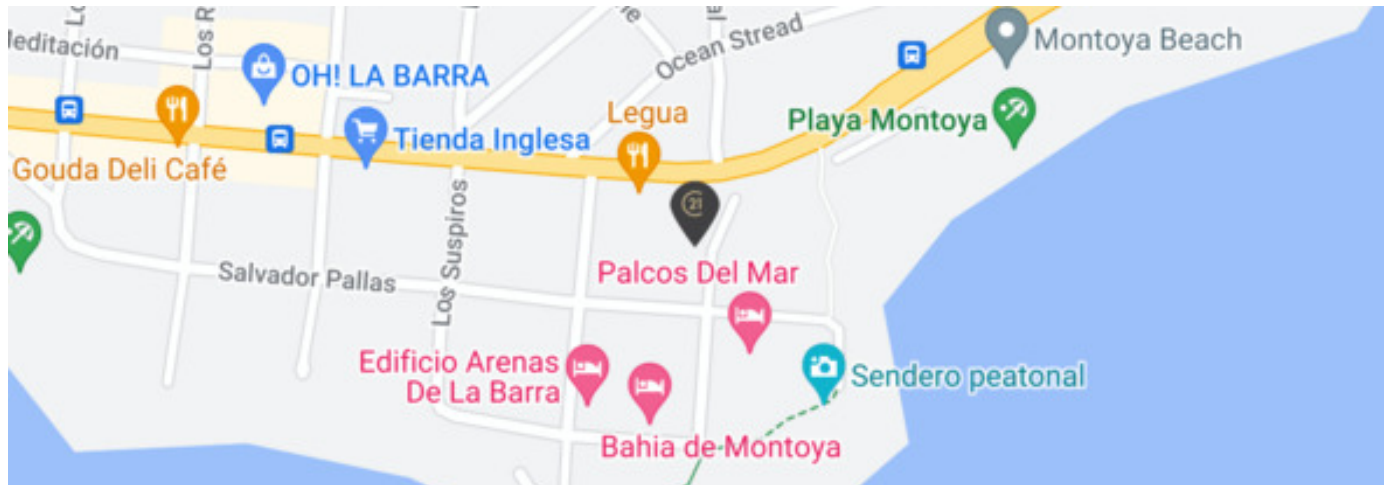 Los R
Meditación
OH! LA BARRA
Ocean Stread
Montoya Beach
Legua
Playa Montoya
Tienda Inglesa
Gouda Deli Café
21
Los Suspiros
Salvador Pallas
Palcos Del Mar
Edificio Arenas
De La Barra
Sendero peatonal
Bahia de Montoya